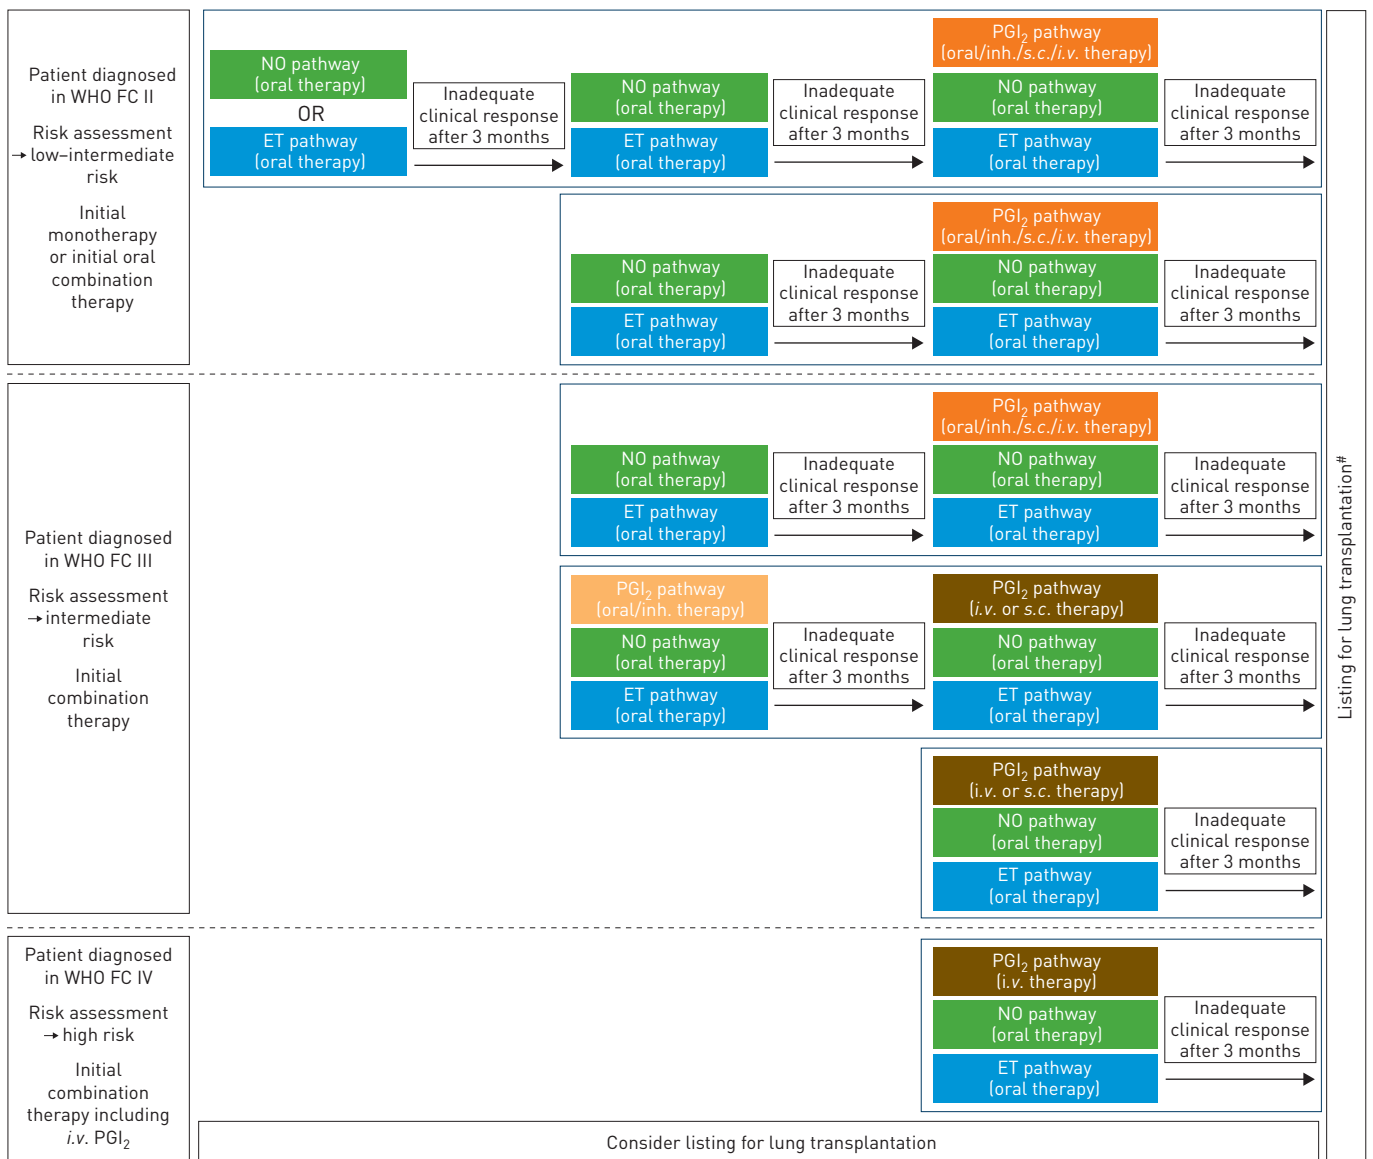 Patient diagnosed
in WHO FC II
Risk assessment
→ low–intermediate
risk
Initial
monotherapy
or initial oral
combination
therapy
NO pathway
(oral therapy)
OR
ET pathway
(oral therapy)
Inadequate
clinical response
after 3 months
NO pathway
(oral therapy)
ET pathway
(oral therapy)
Inadequate
clinical response
after 3 months
PGI₂ pathway
(oral/inh./s.c./i.v. therapy)
NO pathway
(oral therapy)
ET pathway
(oral therapy)
Inadequate
clinical response
after 3 months
NO pathway
(oral therapy)
ET pathway
(oral therapy)
Inadequate
clinical response
after 3 months
PGI₂ pathway
(oral/inh./s.c./i.v. therapy)
NO pathway
(oral therapy)
ET pathway
(oral therapy)
Inadequate
clinical response
after 3 months
Patient diagnosed
in WHO FC III
Risk assessment
→ intermediate
risk
Initial
combination
therapy
NO pathway
(oral therapy)
ET pathway
(oral therapy)
Inadequate
clinical response
after 3 months
PGI₂ pathway
(oral/inh./s.c./i.v. therapy)
NO pathway
(oral therapy)
ET pathway
(oral therapy)
Inadequate
clinical response
after 3 months
PGI₂ pathway
(oral/inh. therapy)
NO pathway
(oral therapy)
ET pathway
(oral therapy)
Inadequate
clinical response
after 3 months
PGI₂ pathway
(i.v. or s.c. therapy)
NO pathway
(oral therapy)
ET pathway
(oral therapy)
Inadequate
clinical response
after 3 months
PGI₂ pathway
(i.v. or s.c. therapy)
NO pathway
(oral therapy)
ET pathway
(oral therapy)
Inadequate
clinical response
after 3 months
Patient diagnosed
in WHO FC IV
Risk assessment
→ high risk
Initial
combination
therapy including
i.v. PGI₂
PGI₂ pathway
(i.v. therapy)
NO pathway
(oral therapy)
ET pathway
(oral therapy)
Inadequate
clinical response
after 3 months
Consider listing for lung transplantation
Listing for lung transplantation#